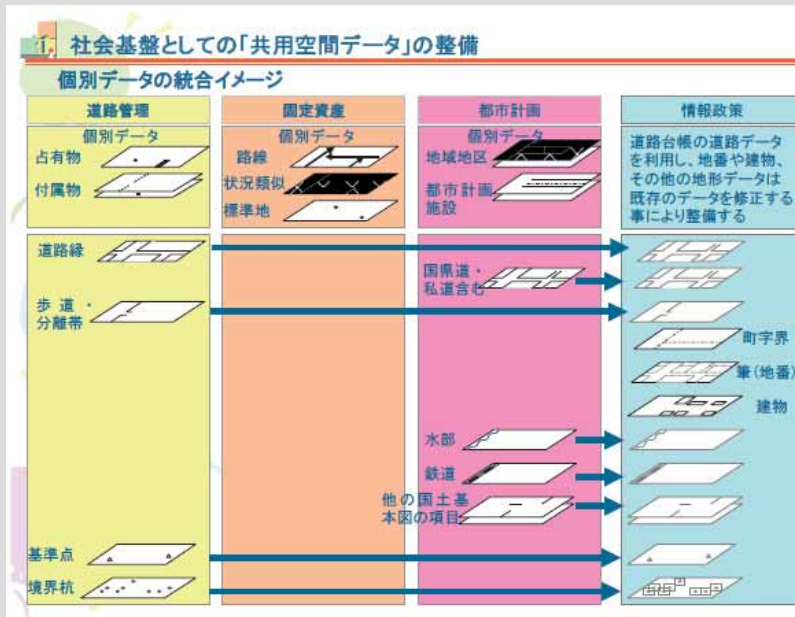 1. 社会基盤としての「共用空間データ」の整備
個別データの統合イメージ
道路管理
個別データ
占有物
付属物
道路縁
歩道・
分離帯
基準点
境界杭
固定資産
個別データ
路線
状況類似
標準地
都市計画
個別データ
地域地区
都市計画
施設
国県道・
私道含む
水部
鉄道
他の国土基
本図の項目
情報政策
道路台帳の道路データ
を利用し、地番や建物、
その他の地形データは
既存のデータを修正する
事により整備する
町字界
筆(地番)
建物